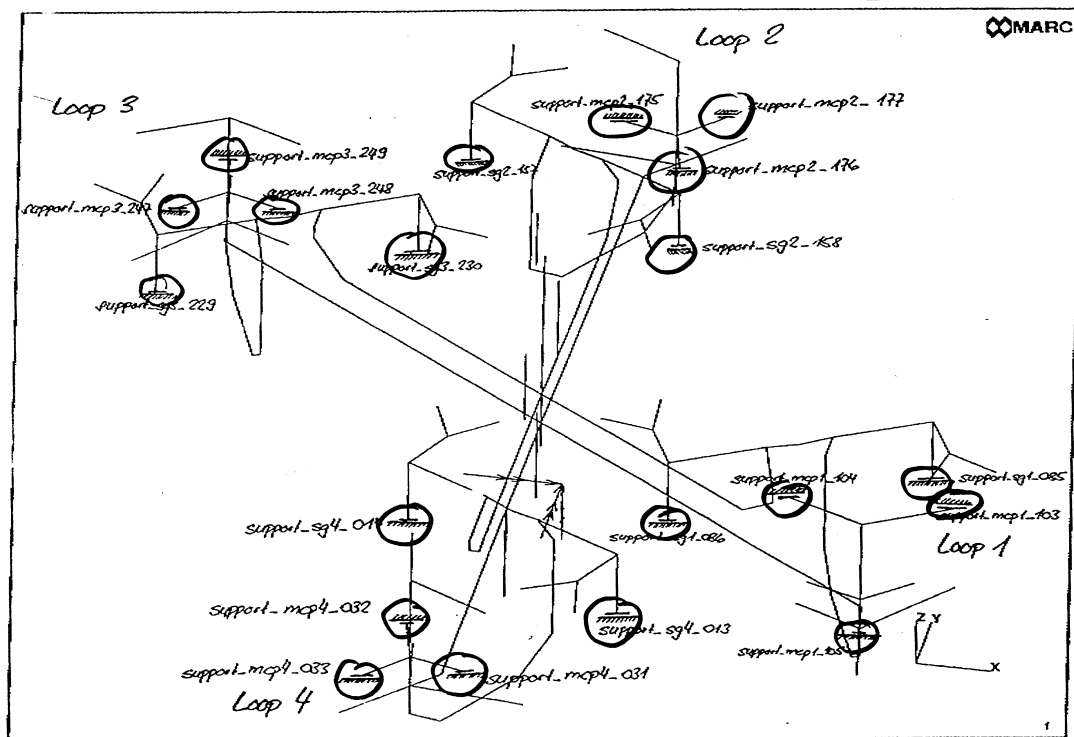 MARC
Loop 2
Loop 3
support_mcp2_175
support_mcp2_177
support_mcp3_249
support_sg2_157
support_mcp2_176
support_mcp3_248
support_mcp3_247
support_sg2_158
support_sg3_230
support_sg3_229
support_mcp1_104
support_sg1_085
support_mcp1_103
support_sg4_014
support_sg1_086
Loop 1
support_mcp4_032
support_sg4_013
Z Y
support_mcp1_105
X
support_mcp4_033
support_mcp4_031
Loop 4
1